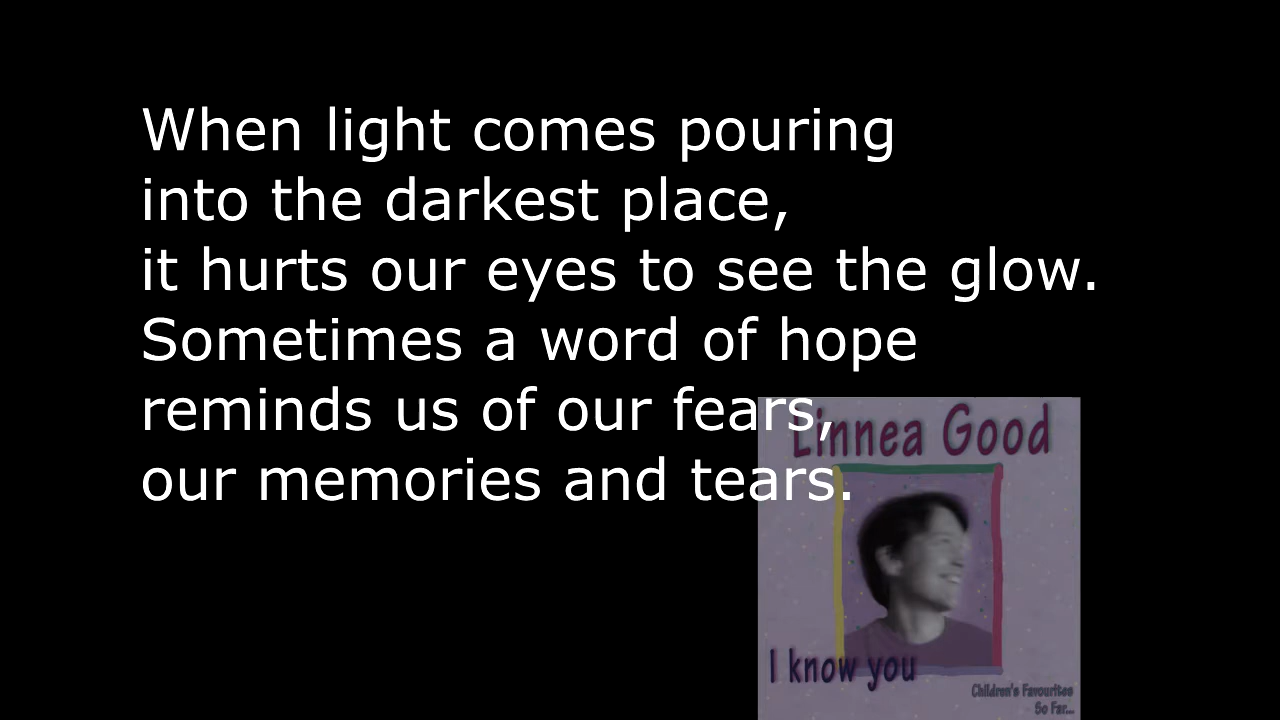 When light comes pouring
into the darkest place,
it hurts our eyes to see the glow.
Sometimes a word of hope
reminds us of our fears,
our memories and tears.
Linnea Good
I know you
Children's Favourites
So Far...